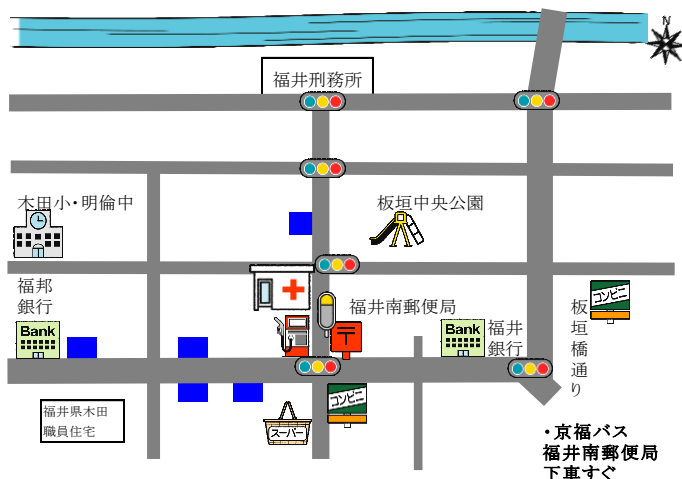 N
福井刑務所
木田小・明倫中
板垣中央公園
福邦
銀行
Bank
福井南郵便局
Bank
福井
銀行
コンビニ
板垣橋通り
福井県木田
職員住宅
スーパー
コンビニ
・京福バス
福井南郵便局
下車すぐ